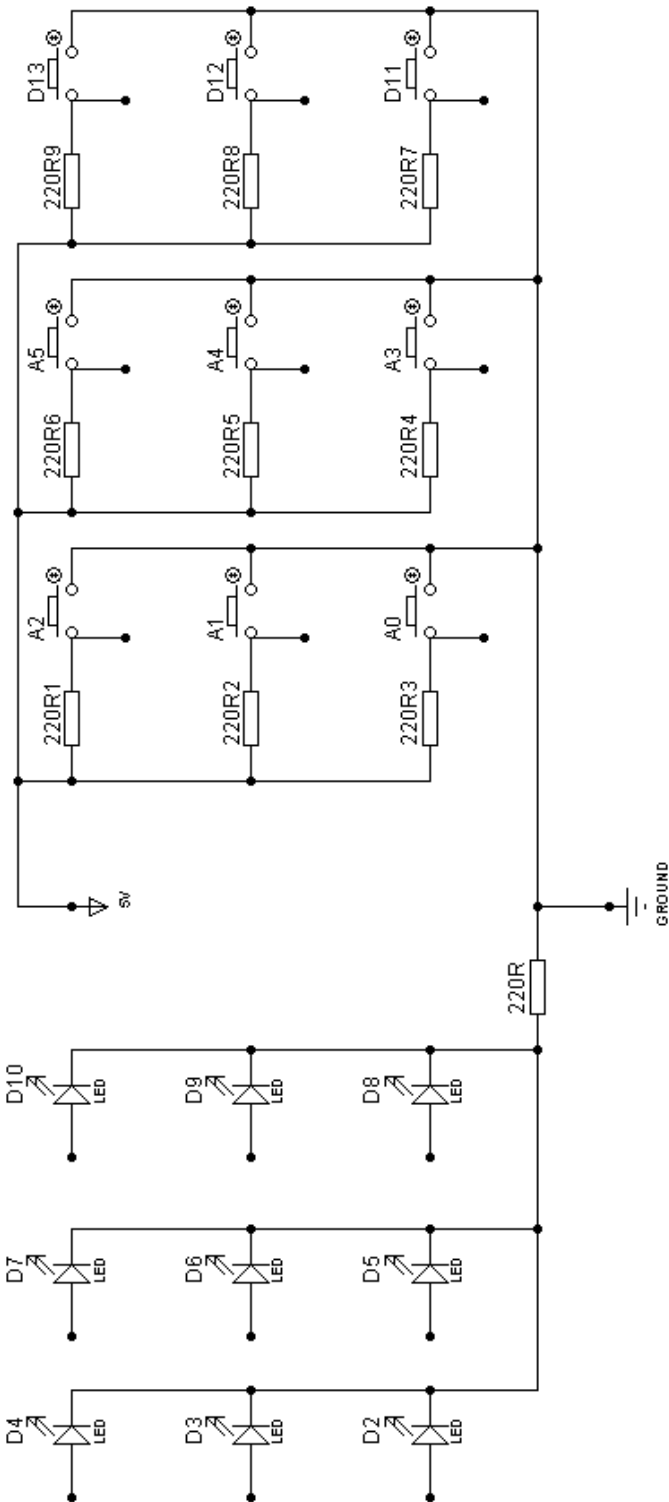 D13
D12
D11
220R9
220R8
220R7
A5
A4
A3
220R6
220R5
220R4
A2
A1
A0
220R1
220R2
220R3
5V
GROUND
220R
D10
LED
D9
LED
D8
LED
D7
LED
D6
LED
D5
LED
D4
LED
D3
LED
D2
LED